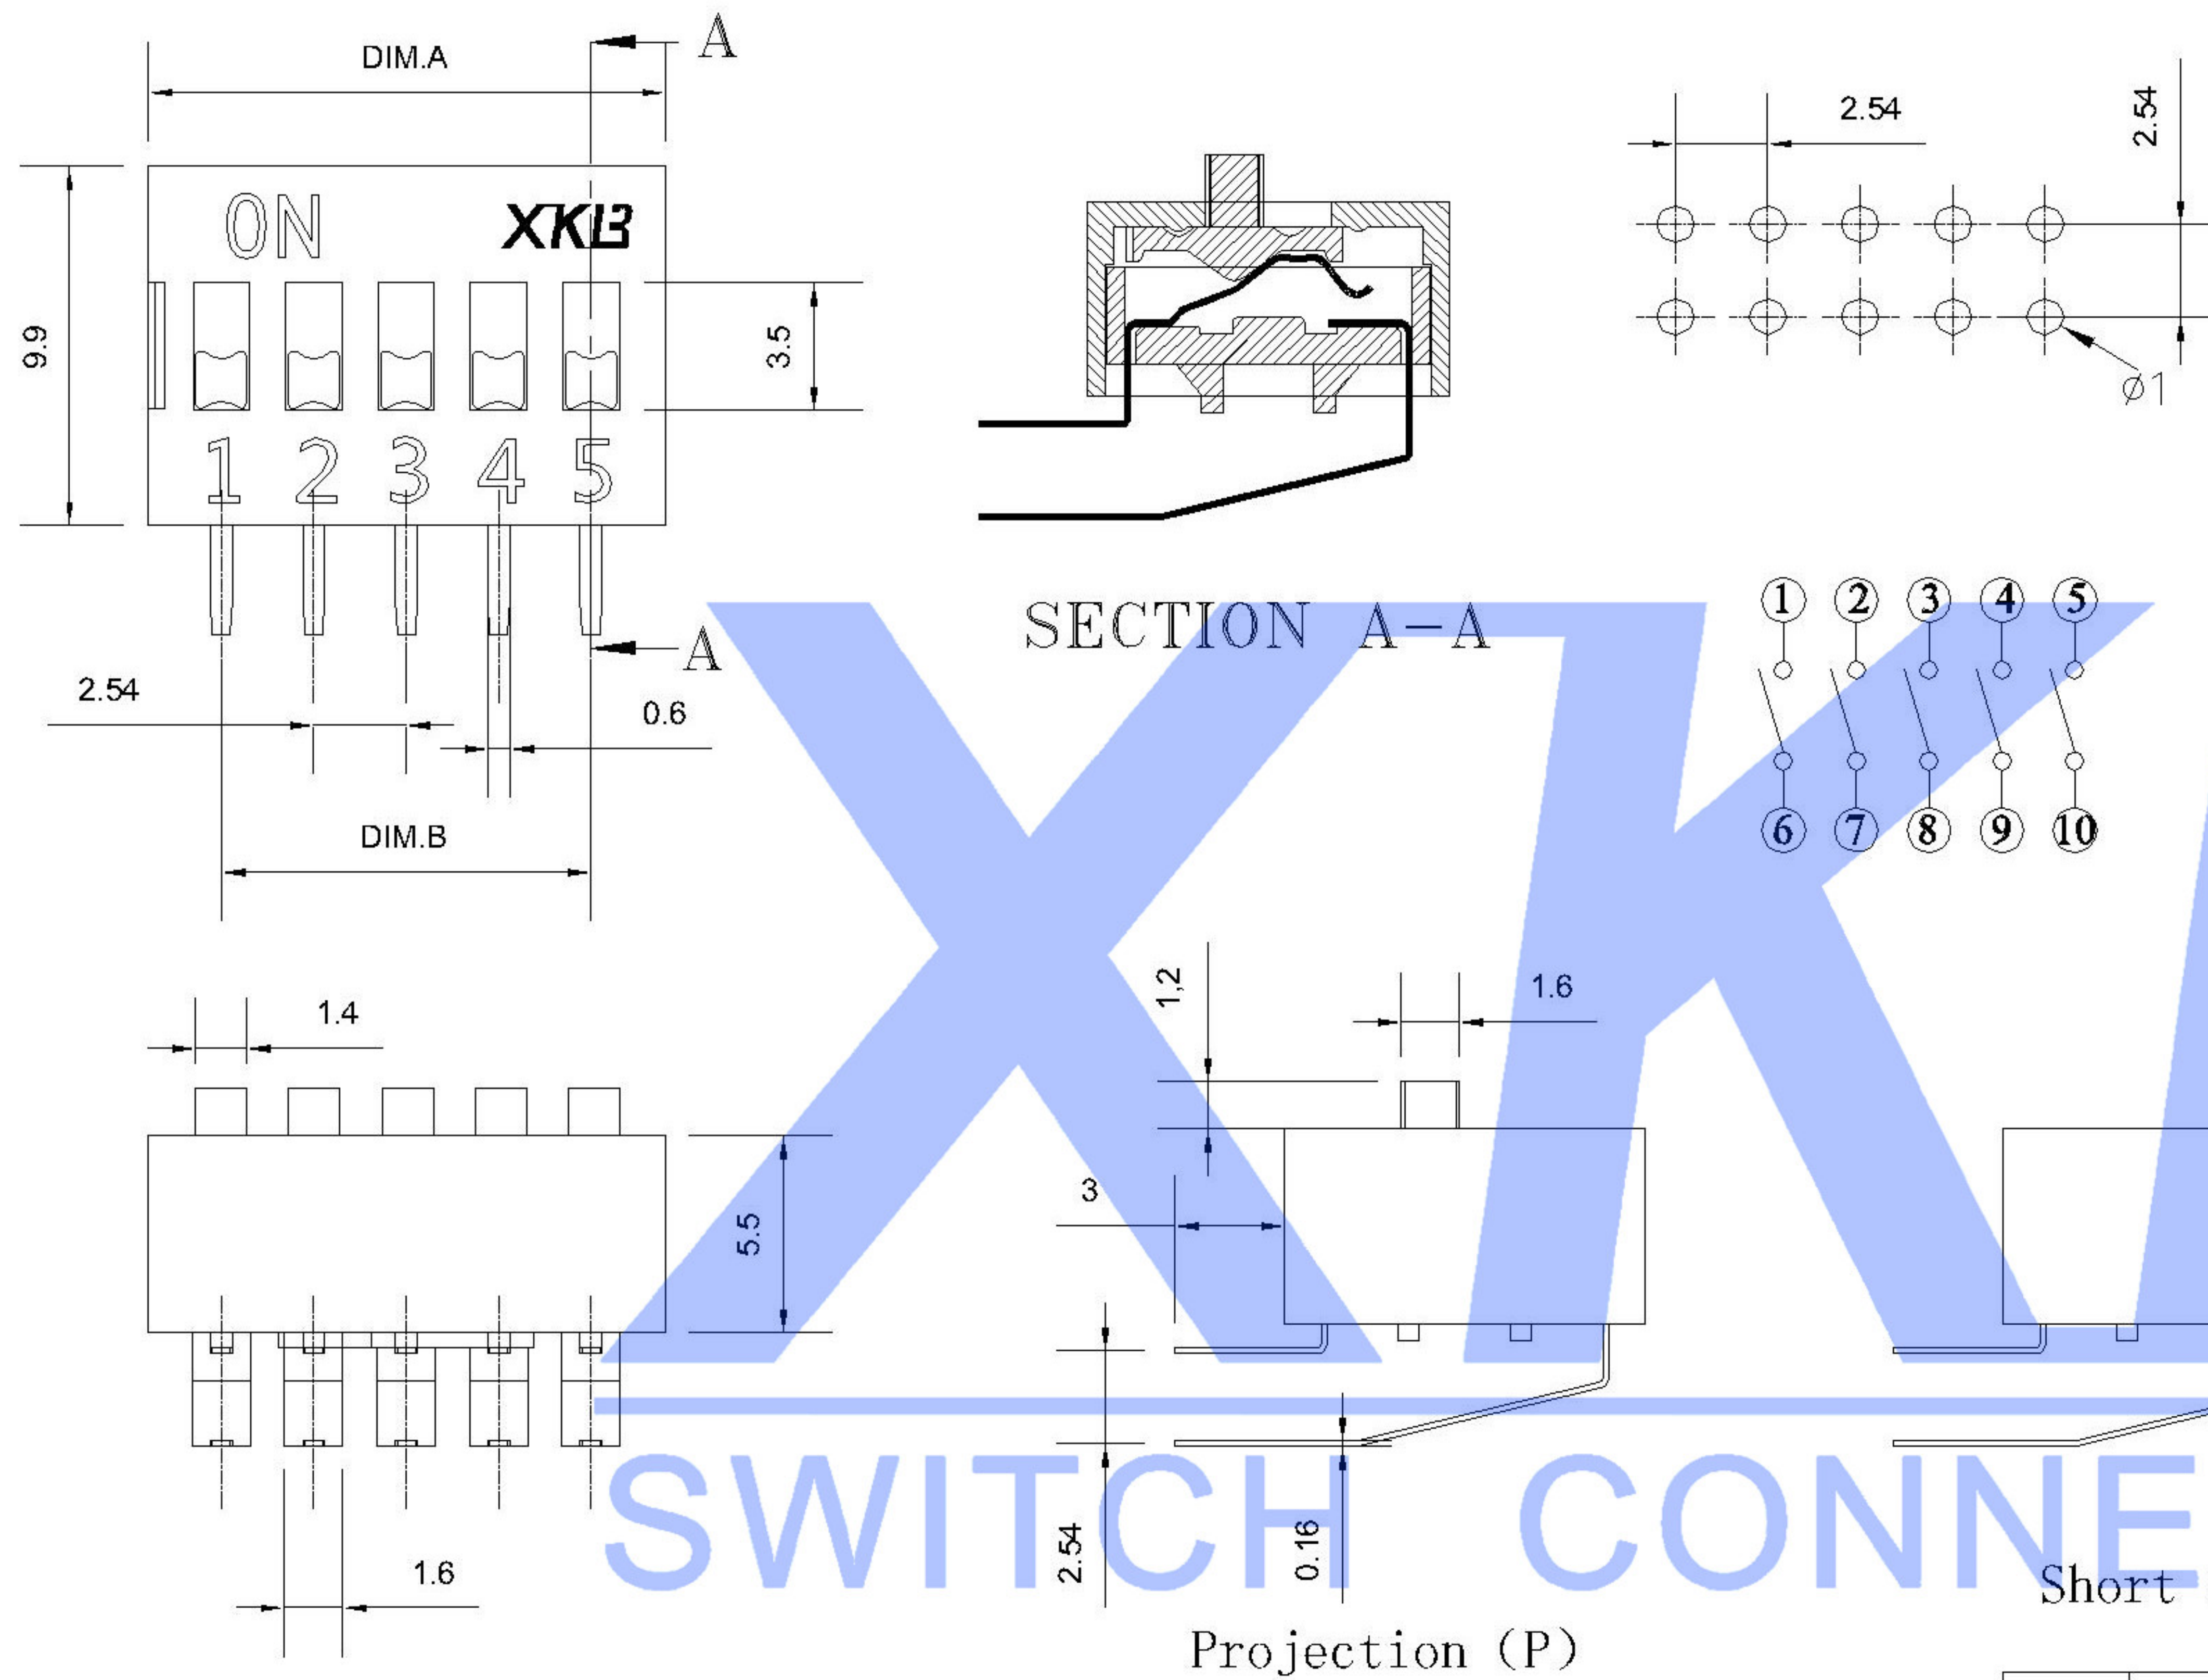 DIM.A
A
2.54
2.54
ON XKB
9.9
3.5
ø1
1 2 3 4 5
SECTION A-A
A
2.54
0.6
DIM.B
1 2 3 4 5
6 7 8 9 10
1.4
1,2
1.6
3
5.5
2.54
0.16
1.6
XK
SWITCH CONNE
Short
Projection (P)